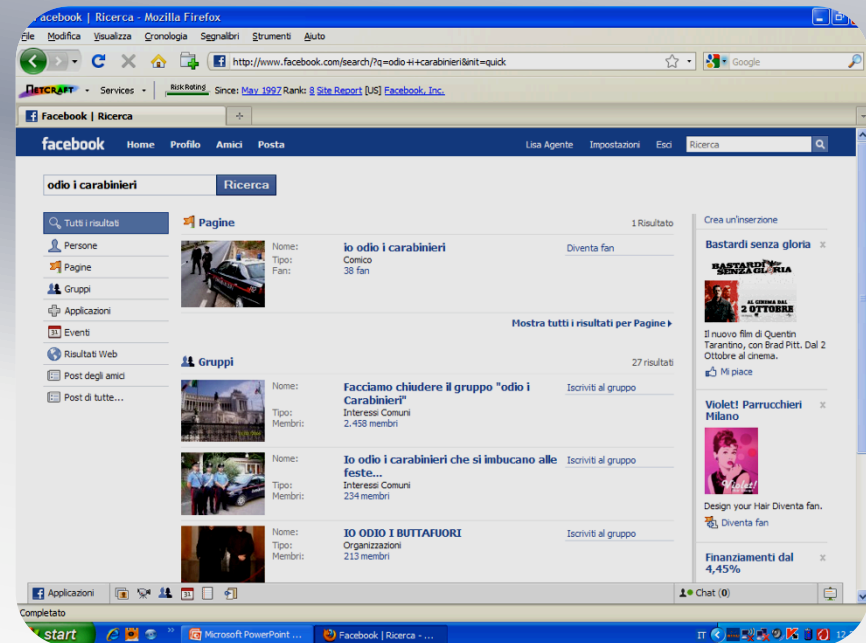 acebook | Ricerca - Mozilla Firefox
File Modifica Visualizza Cronologia Segnalibri Strumenti Aiuto
http://www.facebook.com/search/?q=odio+i+carabinieri&init=quick
Google
NETCRAFT Services Risk Rating Since: May 1997 Rank: 8 Site Report [US] Facebook, Inc.
Facebook | Ricerca
facebook Home Profilo Amici Posta Lisa Agente Impostazioni Esci Ricerca
odio i carabinieri Ricerca
Tutti i risultati
Persone
Pagine
Gruppi
Applicazioni
31 Eventi
Risultati Web
Post degli amici
Post di tutte...
Pagine 1 Risultato
Nome: io odio i carabinieri Diventa fan
Tipo: Comico
Fan: 38 fan
Mostra tutti i risultati per Pagine
Gruppi 27 risultati
Nome: Facciamo chiudere il gruppo "odio i Iscriviti al gruppo
Carabinieri"
Tipo: Interessi Comuni
Membri: 2.458 membri
Nome: Io odio i carabinieri che si imbucano alle Iscriviti al gruppo
feste...
Tipo: Interessi Comuni
Membri: 234 membri
Nome: IO ODIO I BUTTAFUORI Iscriviti al gruppo
Tipo: Organizzazioni
Membri: 213 membri
Crea un'inserzione
Bastardi senza gloria x
BASTARDI
SENZA GLORIA
AL CINEMA DAL
2 OTTOBRE
Il nuovo film di Quentin
Tarantino, con Brad Pitt. Dal 2
Ottobre al cinema.
Mi piace
Violet! Parrucchieri x
Milano
Violet!
Design your Hair Diventa fan.
Diventa fan
Finanziamenti dal x
4,45%
Applicazioni 31 Chat (0)
Completato
start Microsoft PowerPoint ... Facebook | Ricerca - ... IT